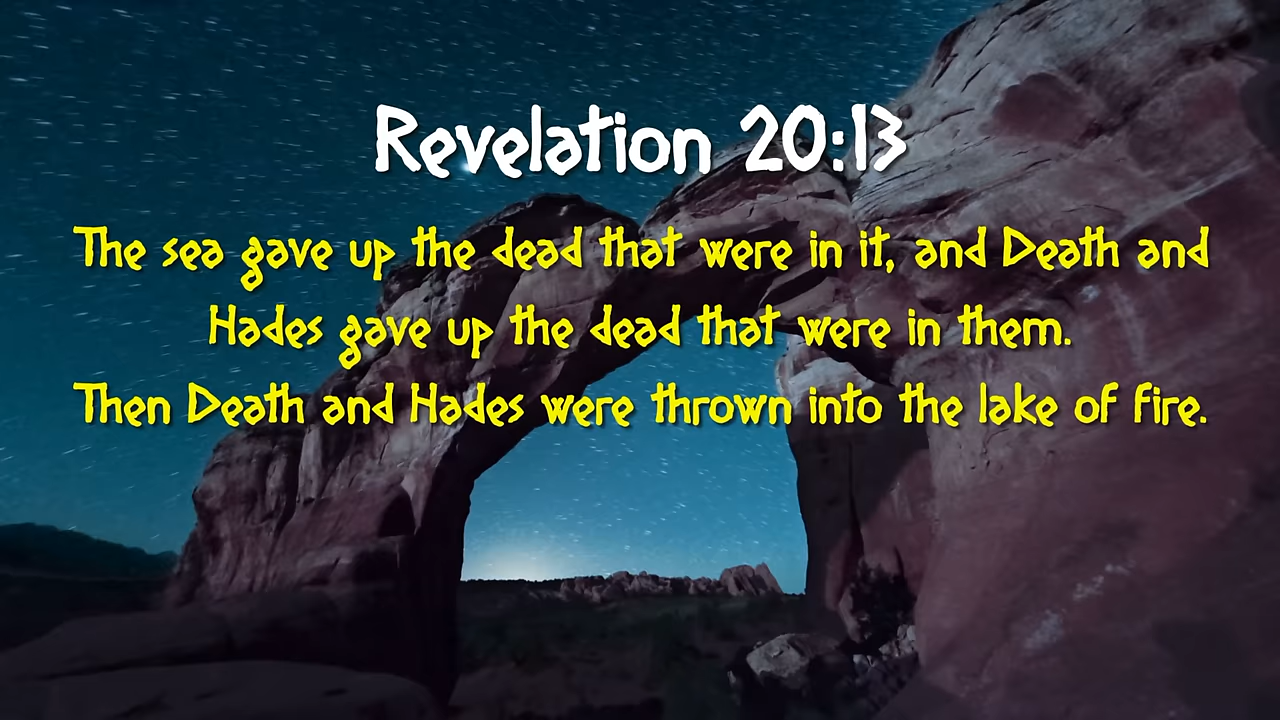 Revelation 20:13
The sea gave up the dead that were in it, and Death and
Hades gave up the dead that were in them.
Then Death and Hades were thrown into the lake of fire.